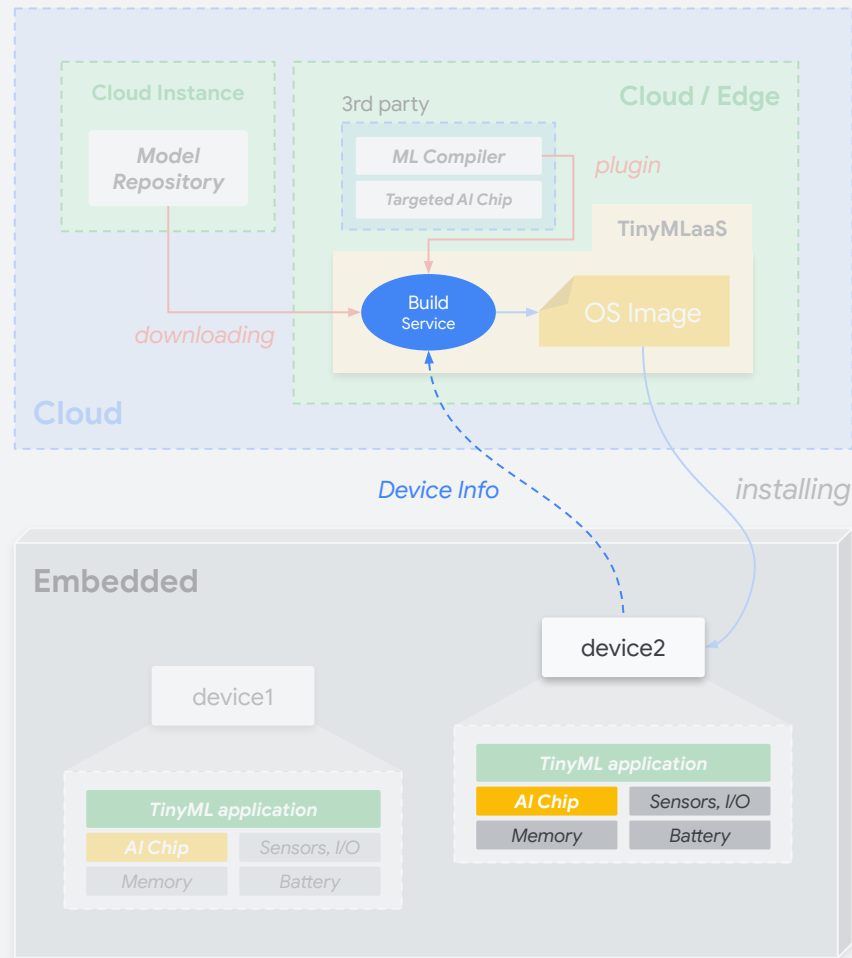 Cloud Instance
Model
Repository
Cloud / Edge
3rd party
ML Compiler
Targeted AI Chip
plugin
TinyMLaaS
Build
Service
OS Image
downloading
Cloud
Device Info
installing
Embedded
device1
TinyML application
AI Chip
Sensors, I/O
Memory
Battery
device2
TinyML application
AI Chip
Sensors, I/O
Memory
Battery